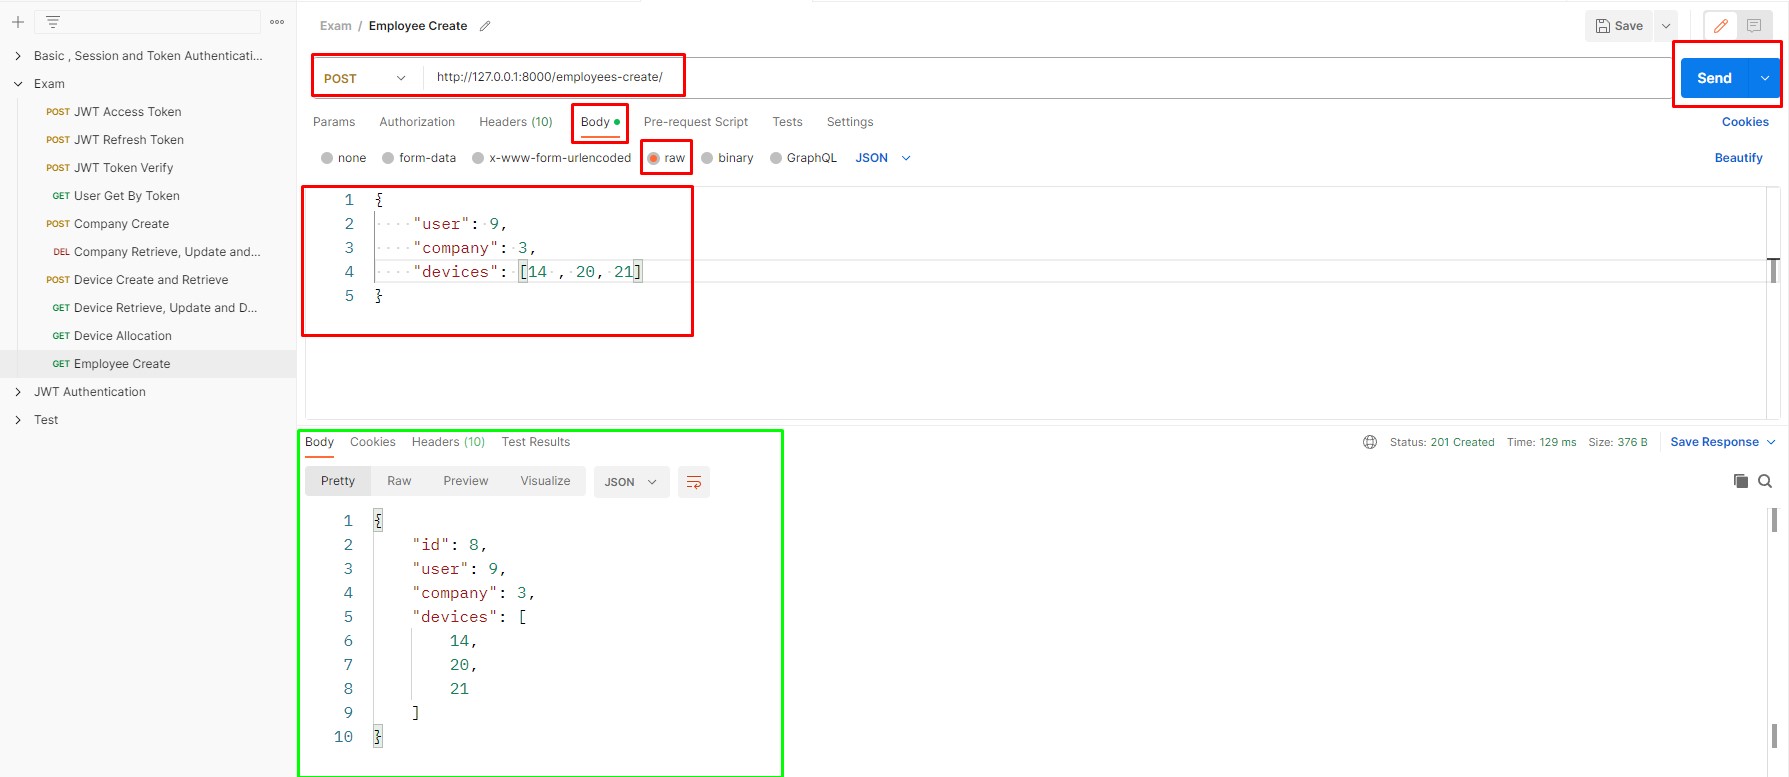 Basic , Session and Token Authenticati...
Exam
POST JWT Access Token
POST JWT Refresh Token
POST JWT Token Verify
GET User Get By Token
POST Company Create
DEL Company Retrieve, Update and...
POST Device Create and Retrieve
GET Device Retrieve, Update and D...
GET Device Allocation
GET Employee Create
JWT Authentication
Test
Exam / Employee Create
Save
POST http://127.0.0.1:8000/employees-create/
Send
Params Authorization Headers (10) Body Pre-request Script Tests Settings
Cookies
none form-data x-www-form-urlencoded raw binary GraphQL JSON
Beautify
1 {
2 ····"user":·9,
3 ····"company":·3,
4 ····"devices":·[14·,·20,·21]
5 }
Body Cookies Headers (10) Test Results
Status: 201 Created Time: 129 ms Size: 376 B Save Response
Pretty Raw Preview Visualize JSON
1 {
2 "id": 8,
3 "user": 9,
4 "company": 3,
5 "devices": [
6 14,
7 20,
8 21
9 ]
10 }